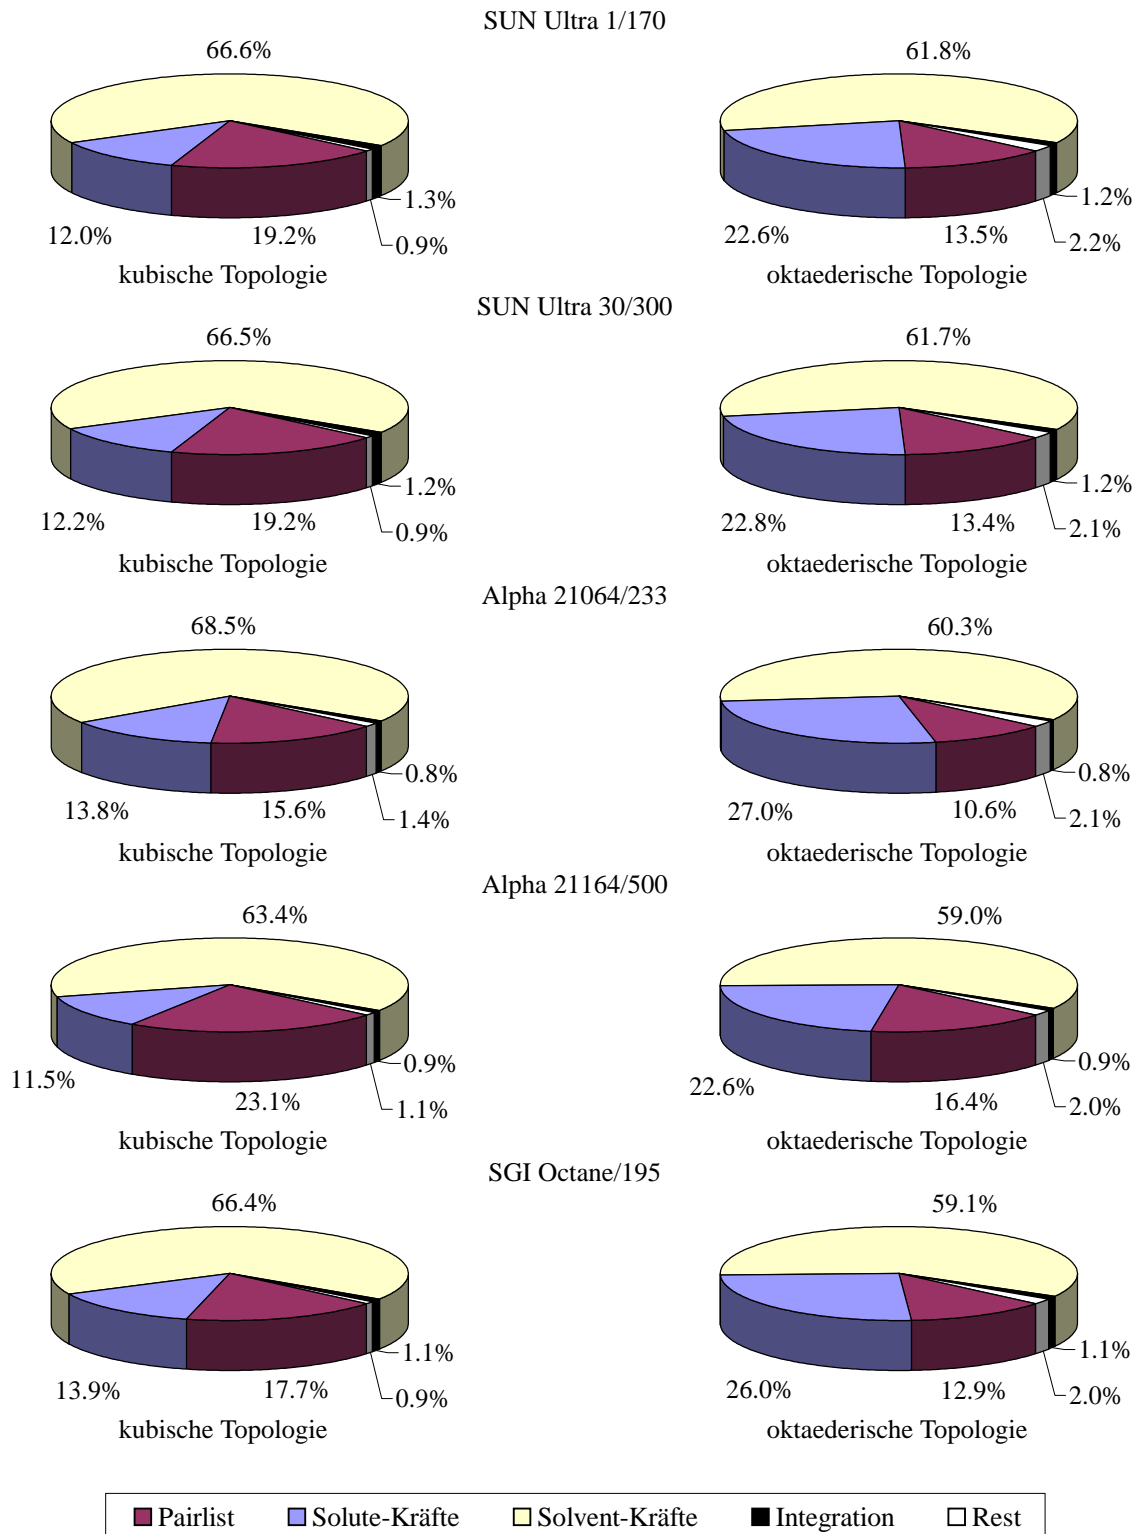 SUN Ultra 1/170
66.6% 61.8%
1.3% 1.2%
12.0% 19.2% 0.9% 22.6% 13.5% 2.2%
kubische Topologie oktaederische Topologie
SUN Ultra 30/300
66.5% 61.7%
1.2% 1.2%
12.2% 19.2% 0.9% 22.8% 13.4% 2.1%
kubische Topologie oktaederische Topologie
Alpha 21064/233
68.5% 60.3%
0.8% 0.8%
13.8% 15.6% 1.4% 27.0% 10.6% 2.1%
kubische Topologie oktaederische Topologie
Alpha 21164/500
63.4% 59.0%
0.9% 0.9%
11.5% 23.1% 1.1% 22.6% 16.4% 2.0%
kubische Topologie oktaederische Topologie
SGI Octane/195
66.4% 59.1%
1.1% 1.1%
13.9% 17.7% 0.9% 26.0% 12.9% 2.0%
kubische Topologie oktaederische Topologie
Pairlist Solute-Kräfte Solvent-Kräfte Integration Rest